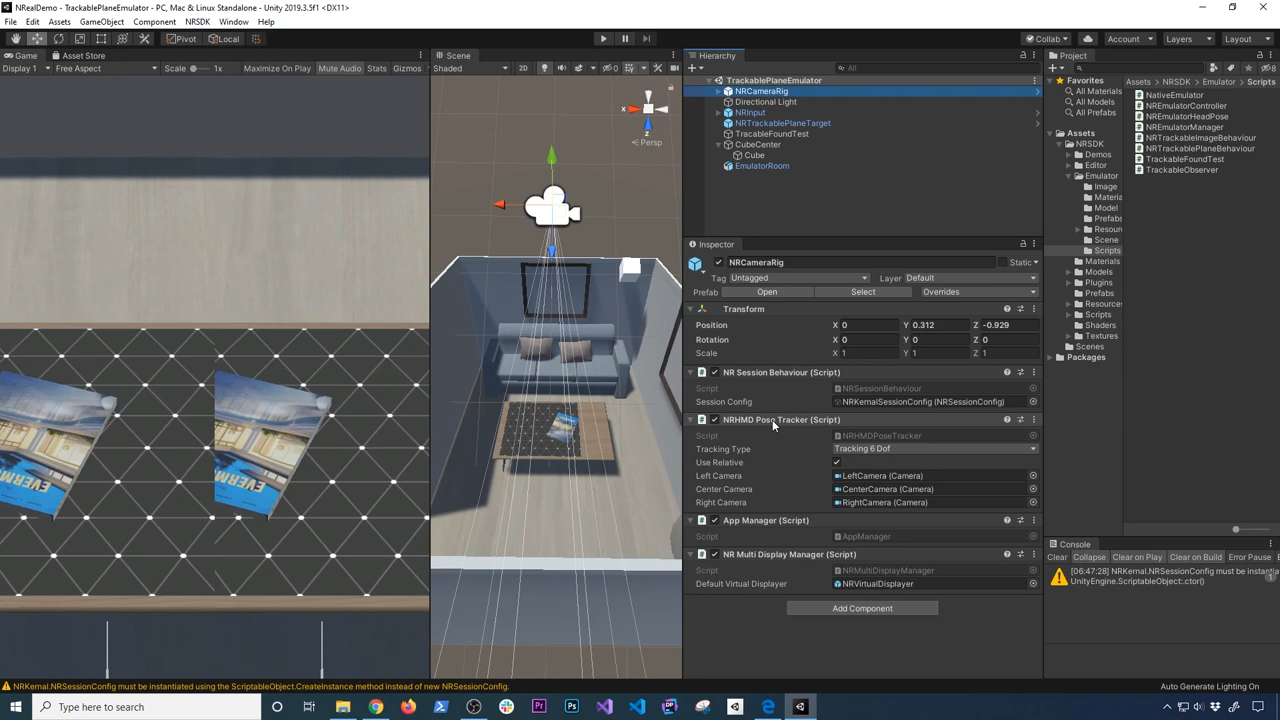 NRealDemo - TrackablePlaneEmulator - PC, Mac & Linux Standalone - Unity 2019.3.5f1 <DX11>
File Edit Assets GameObject Component NRSDK Window Help
Pivot Local Collab Account Layers Layout
Game Asset Store
Display 1 Free Aspect Scale 1x Maximize On Play Mute Audio Stats Gizmos
Scene
Shaded 2D 0
x
z
Persp
EVERM
EVERM
Hierarchy
All
TrackablePlaneEmulator
NRCameraRig
Directional Light
NRInput
NRTrackablePlaneTarget
TracableFoundTest
CubeCenter
Cube
EmulatorRoom
Inspector
NRCameraRig Static
Tag Untagged Layer Default
Prefab Open Select Overrides
Transform
Position X 0 Y 0.312 Z -0.929
Rotation X 0 Y 0 Z 0
Scale X 1 Y 1 Z 1
NR Session Behaviour (Script)
Script NRSessionBehaviour
Session Config NRKernalSessionConfig (NRSessionConfig)
NRHMD Pose Tracker (Script)
Script NRHMDPoseTracker
Tracking Type Tracking 6 Dof
Use Relative
Left Camera LeftCamera (Camera)
Center Camera CenterCamera (Camera)
Right Camera RightCamera (Camera)
App Manager (Script)
Script AppManager
NR Multi Display Manager (Script)
Script NRMultiDisplayManager
Default Virtual Displayer NRVirtualDisplayer
Add Component
Project
8
Favorites
All Materials
All Models
All Prefabs
Assets
NRSDK
Demos
Editor
Emulator
Image
Materia
Model
Prefabs
Resour
Scene
Scripts
Materials
Models
Plugins
Prefabs
Resources
Scripts
Shaders
Textures
Scenes
Packages
Assets NRSDK Emulator Scripts
NativeEmulator
NREmulatorController
NREmulatorHeadPose
NREmulatorManager
NRTrackableImageBehaviour
NRTrackablePlaneBehaviour
TrackableFoundTest
TrackableObserver
Console
Clear Collapse Clear on Play Clear on Build Error Pause
[06:47:28] NRKernal.NRSessionConfig must be instantia
UnityEngine.ScriptableObject:.ctor()
1
NRKernal.NRSessionConfig must be instantiated using the ScriptableObject.CreateInstance method instead of new NRSessionConfig.
Auto Generate Lighting On
Type here to search